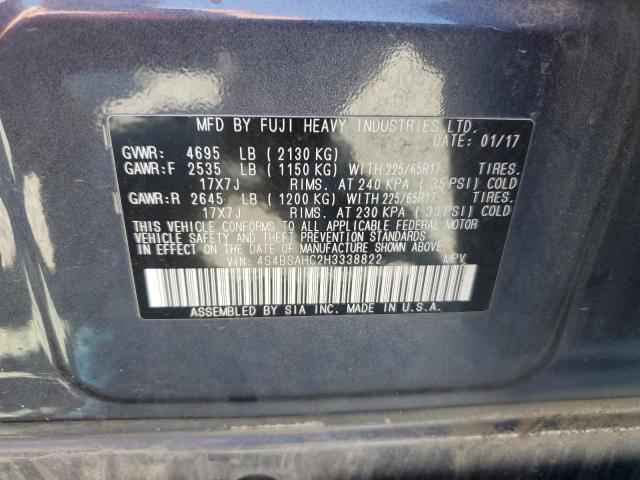 MFD BY FUJI HEAVY INDUSTRIES LTD.
DATE: 01/17
GVWR: 4695 LB ( 2130 KG)
GAWR:F 2535 LB ( 1150 KG) WITH 225/65R17 TIRES.
17X7J RIMS. AT 240 KPA ( 35 PSI) COLD
GAWR:R 2645 LB ( 1200 KG) WITH 225/65R17 TIRES.
17X7J RIMS. AT 230 KPA ( 33 PSI) COLD
THIS VEHICLE CONFORMS TO ALL APPLICABLE FEDERAL MOTOR
VEHICLE SAFETY AND THEFT PREVENTION STANDARDS
IN EFFECT ON THE DATE OF MANUFACTURE SHOWN ABOVE.
VIN: 4S4BSAHC2H3338822 MPV
ASSEMBLED BY SIA INC. MADE IN U.S.A.